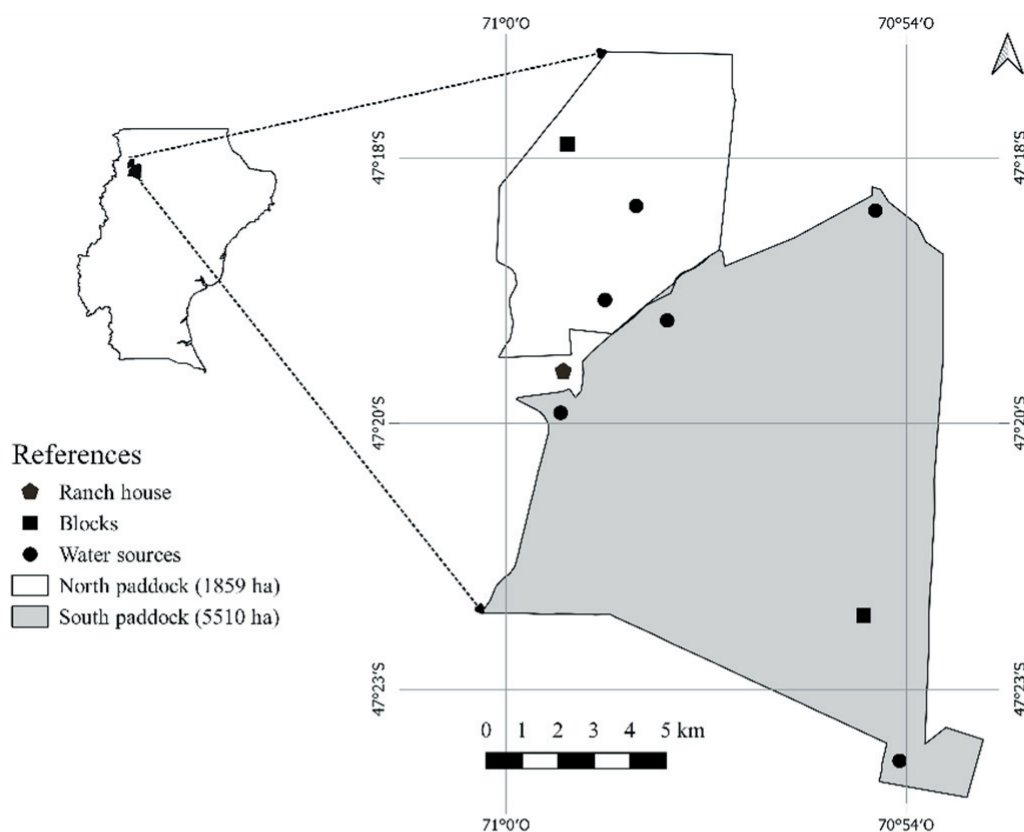 71°0'O 70°54'O
47°18'S 47°18'S
47°20'S 47°20'S
References
Ranch house
Blocks
Water sources
North paddock (1859 ha)
South paddock (5510 ha)
47°23'S 47°23'S
0 1 2 3 4 5 km
71°0'O 70°54'O